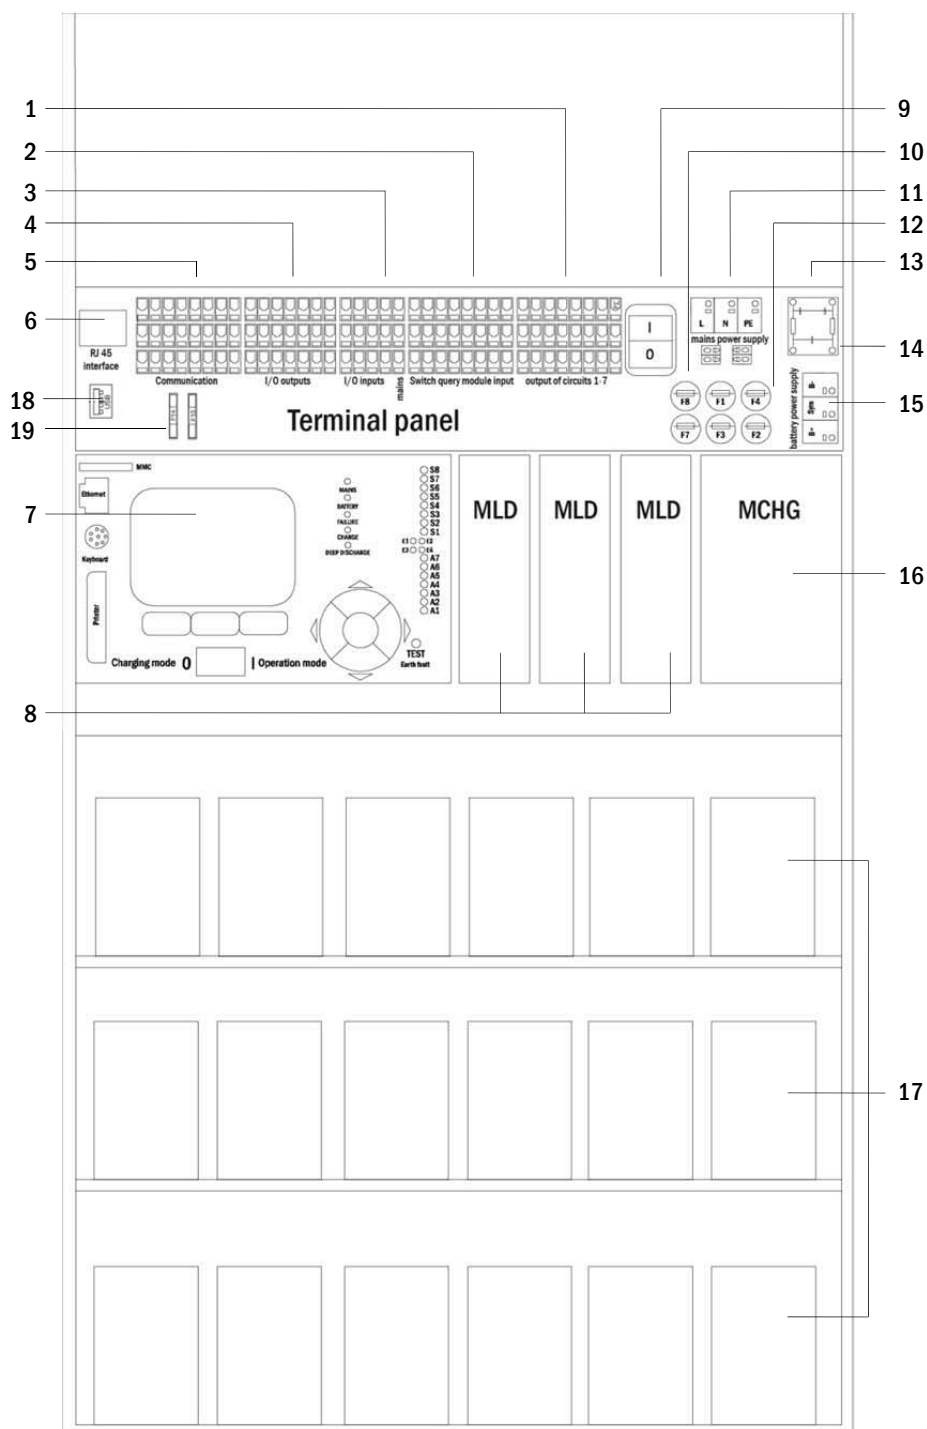 1
2
3
4
5
6
18
19
7
8
9
10
11
12
13
14
15
16
17
I
0
L N PE
mains power supply
RJ 45
interface
USB
Communication
I/O outputs
I/O inputs
mains
Switch query module input
output of circuits 1-7
Terminal panel
F8 F1 F4
F7 F3 F2
battery power supply
Sym
B+
MMC
Ethernet
Keyboard
Printer
MAINS
BATTERY
FAILURE
CHARGE
DEEP DISCHARGE
S8
S7
S6
S5
S4
S3
S2
S1
E1 E2
E3 E4
A7
A6
A5
A4
A3
A2
A1
TEST
Earth fault
Charging mode 0
I Operation mode
MLD
MLD
MLD
MCHG